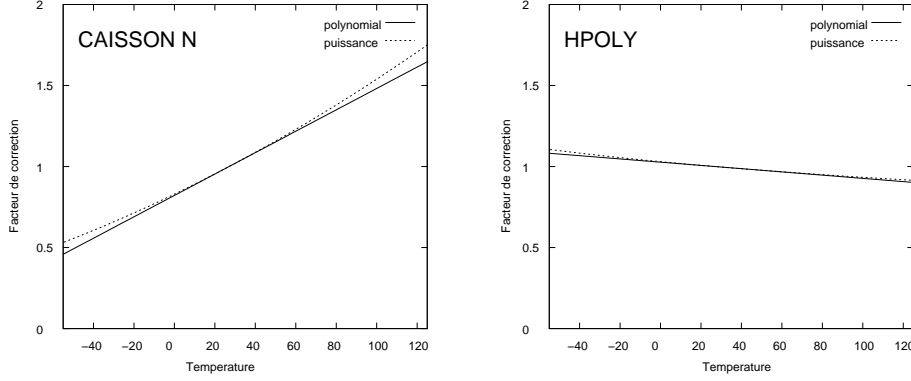 2
polynomial
puissance
CAISSON N
1.5
1
0.5
0
Facteur de correction
−40 −20 0 20 40 60 80 100 120
Temperature
2
polynomial
puissance
HPOLY
1.5
1
0.5
0
Facteur de correction
−40 −20 0 20 40 60 80 100 120
Temperature